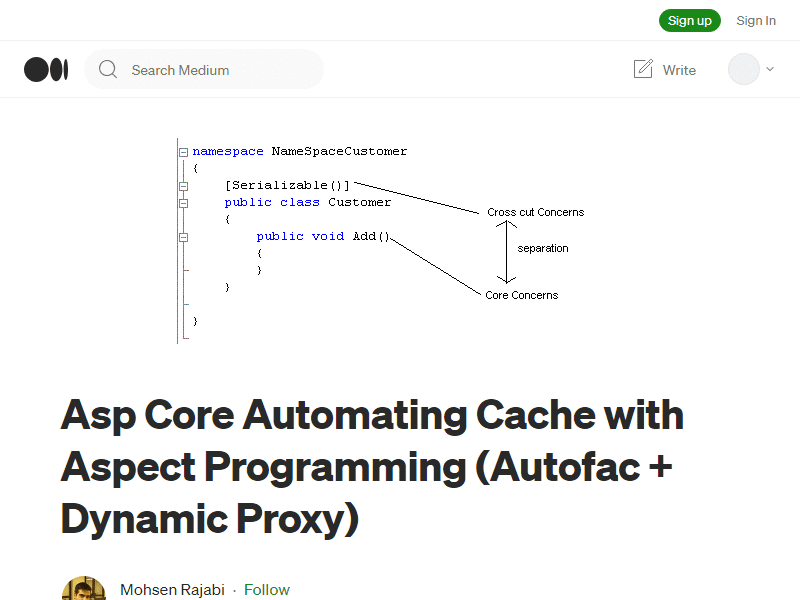 Sign up Sign In
Search Medium Write
namespace NameSpaceCustomer
{
[Serializable()]
public class Customer
Cross cut Concerns
{
public void Add()
separation
{
}
}
Core Concerns
}
Asp Core Automating Cache with
Aspect Programming (Autofac +
Dynamic Proxy)
Mohsen Rajabi · Follow